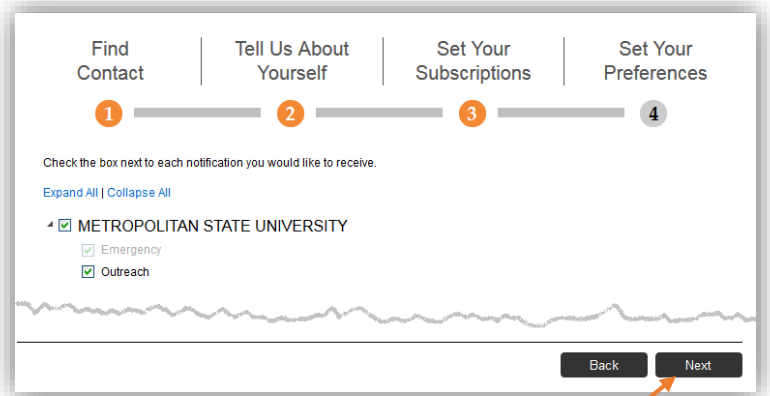 Find Contact
Tell Us About Yourself
Set Your Subscriptions
Set Your Preferences
1
2
3
4
Check the box next to each notification you would like to receive.
Expand All | Collapse All
METROPOLITAN STATE UNIVERSITY
Emergency
Outreach
Back
Next